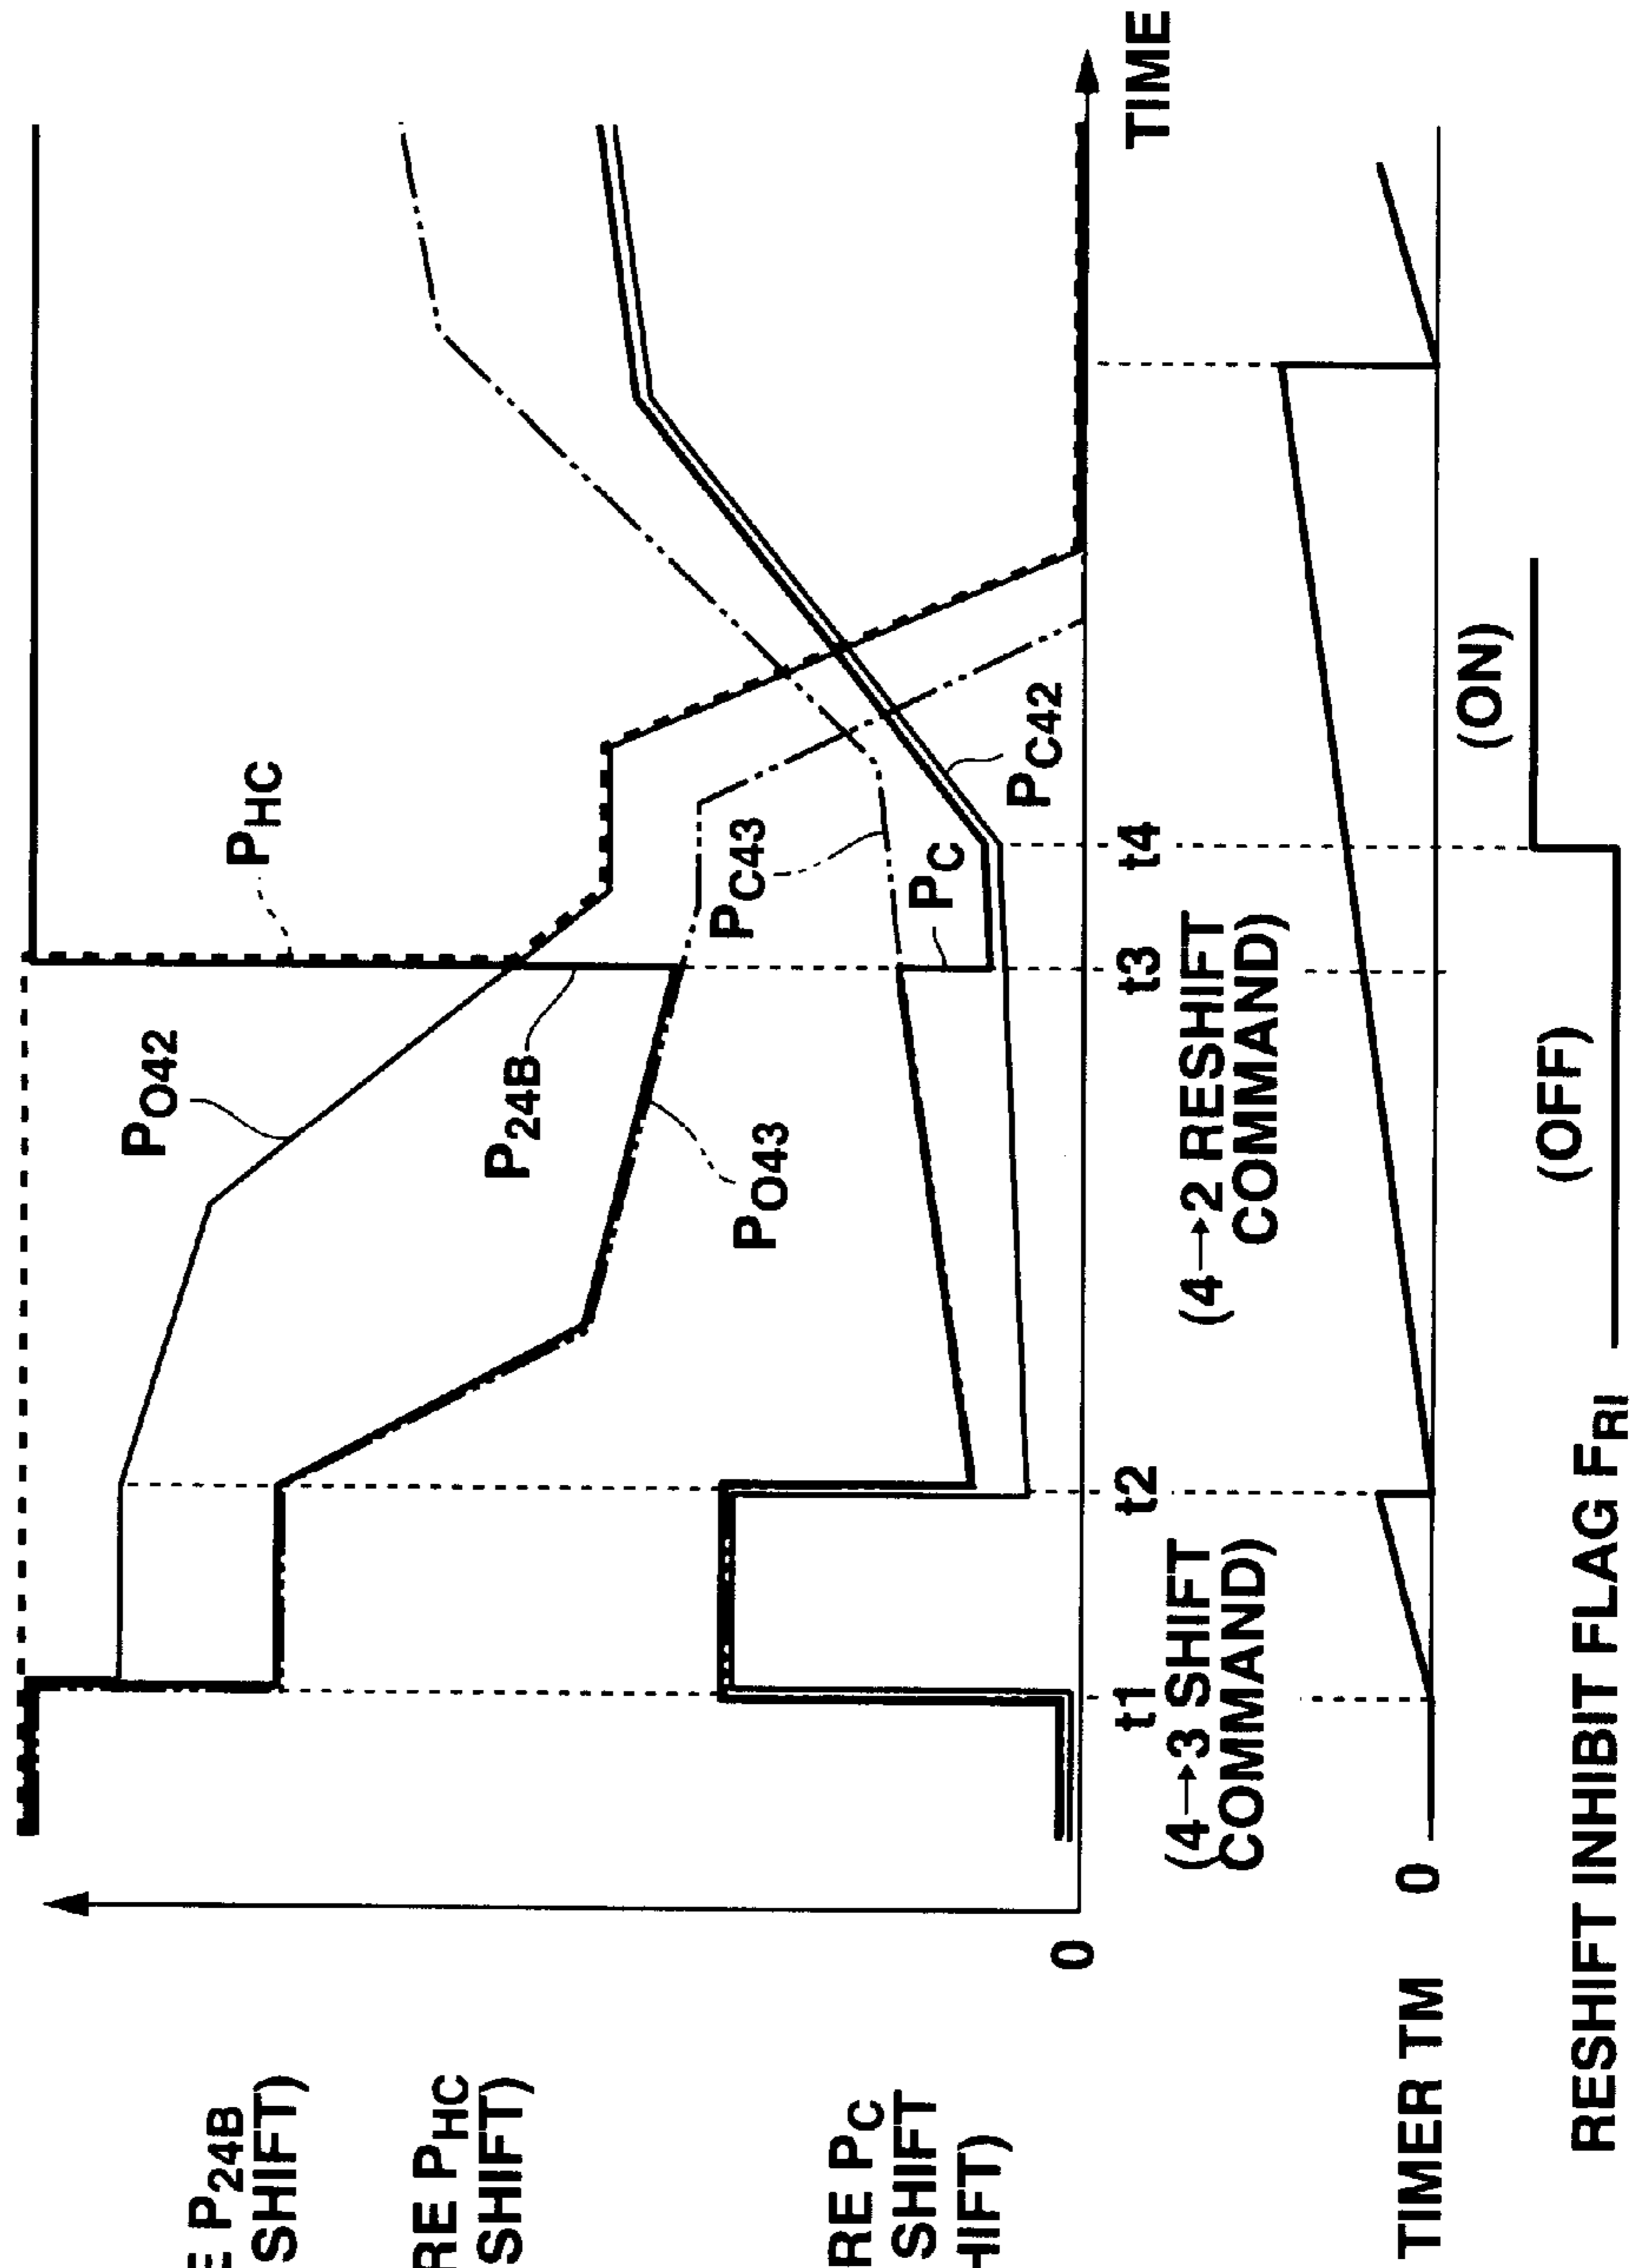 E P24B
SHIFT)
RE PHC
SHIFT)
RE PC
SHIFT
HIFT)
PO42
PHC
P24B
PO43
PC43
PC
PC42
0
t1
t2
t3
t4
TIME
(4→3 SHIFT
COMMAND)
(4→2 RESHIFT
COMMAND)
TIMER TM 0
(OFF)
(ON)
RESHIFT INHIBIT FLAG FRI